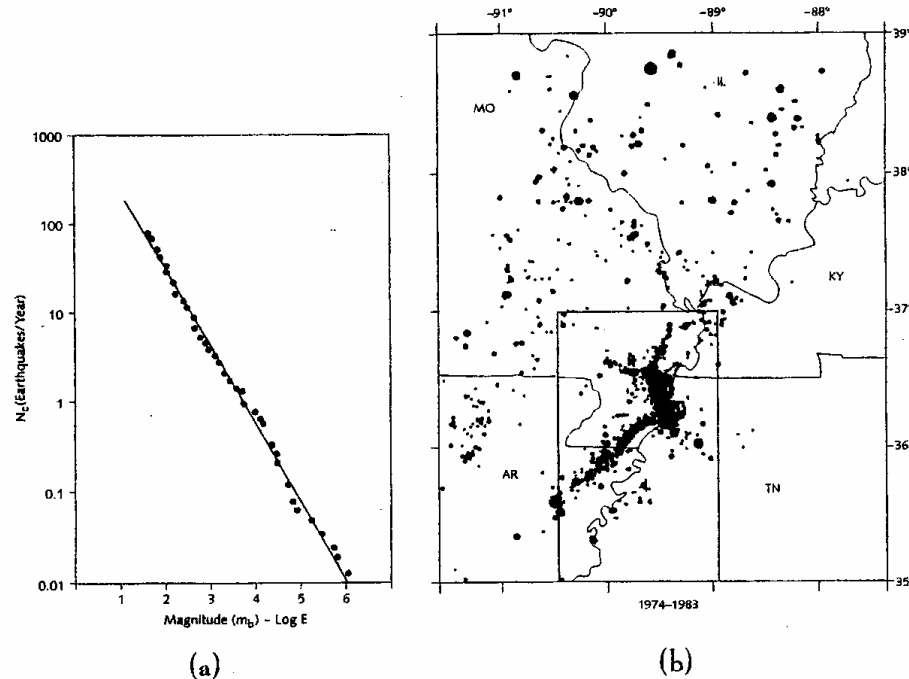 1000
100
10
1
0.1
0.01
N_c (Earthquakes/Year)
1 2 3 4 5 6
Magnitude (m_b) – Log E
(a)
-91° -90° -89° -88°
39°
38°
37°
36°
35
MO
IL
KY
AR
TN
1974–1983
(b)